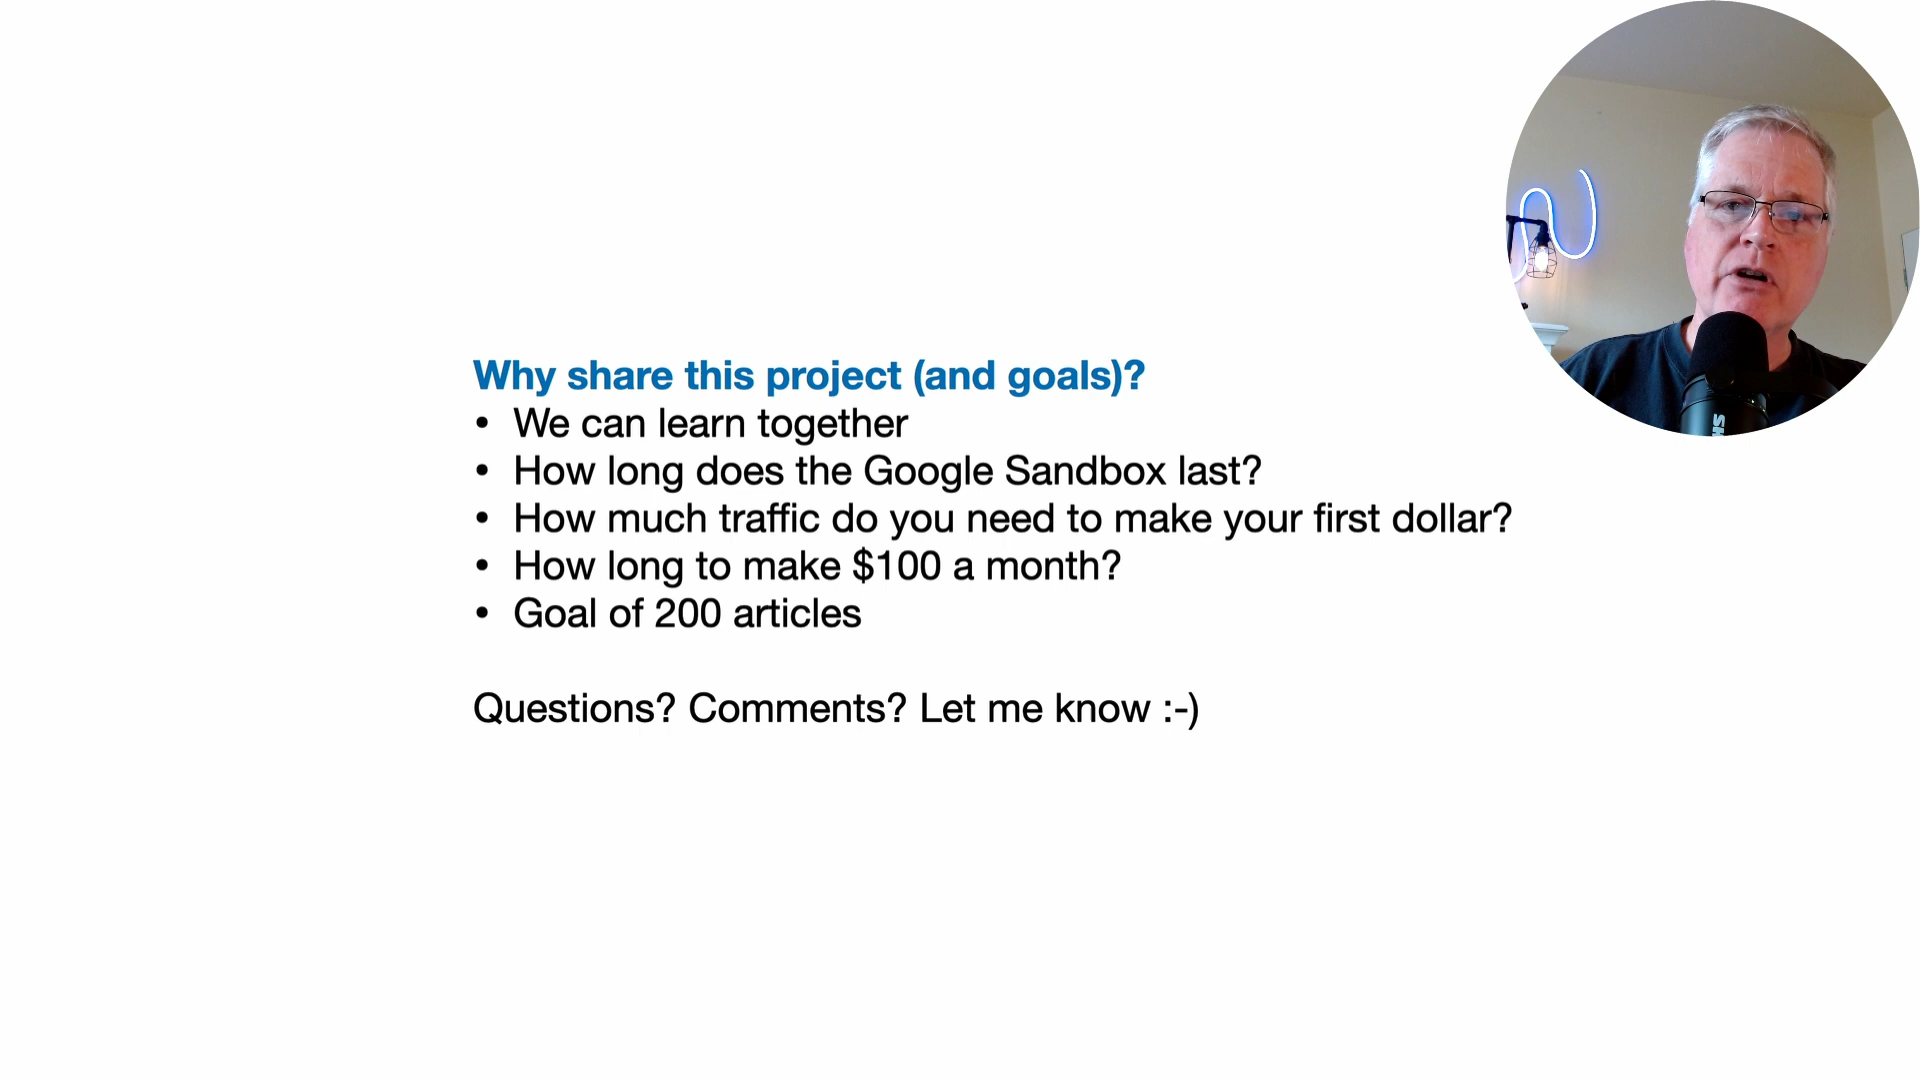 Why share this project (and goals)?
• We can learn together
• How long does the Google Sandbox last?
• How much traffic do you need to make your first dollar?
• How long to make $100 a month?
• Goal of 200 articles
Questions? Comments? Let me know :-)
SH